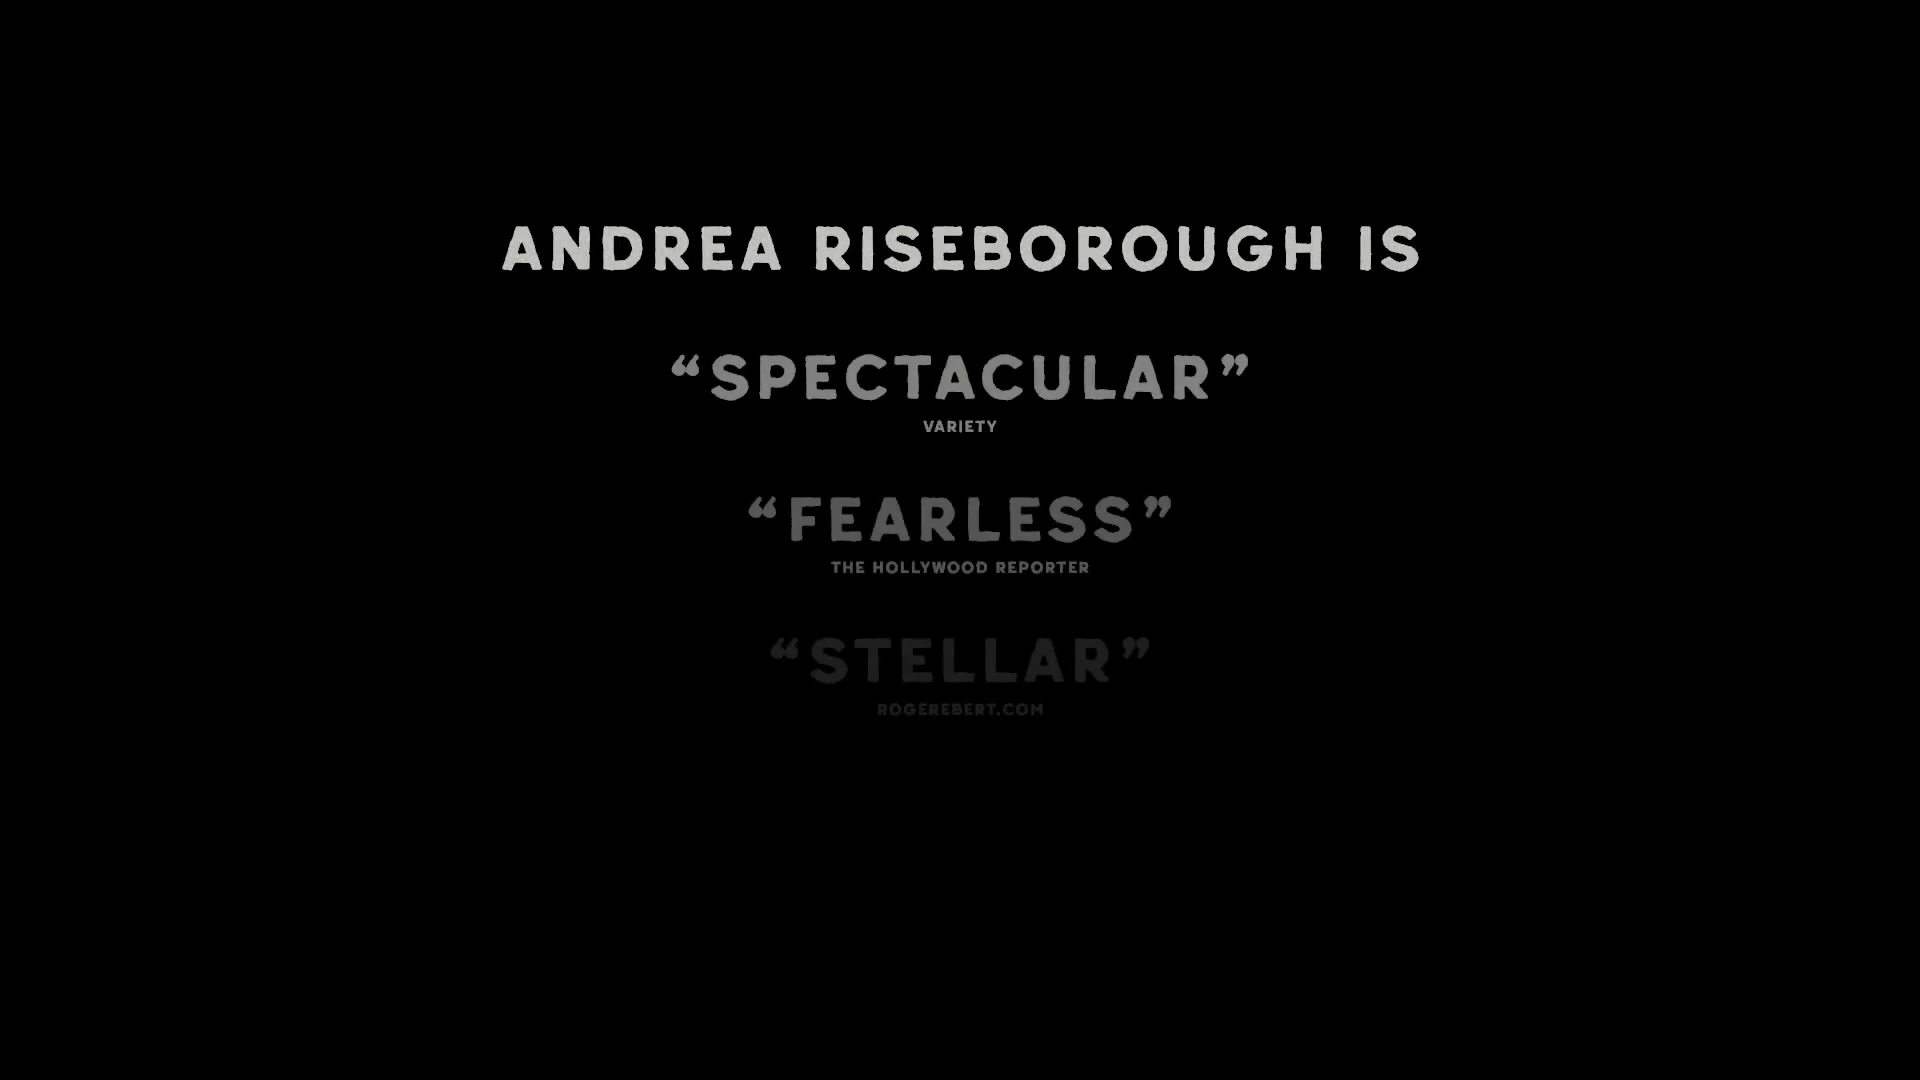 ANDREA RISEBOROUGH IS
“SPECTACULAR”
VARIETY
“FEARLESS”
THE HOLLYWOOD REPORTER
“STELLAR”
ROGEREBERT.COM